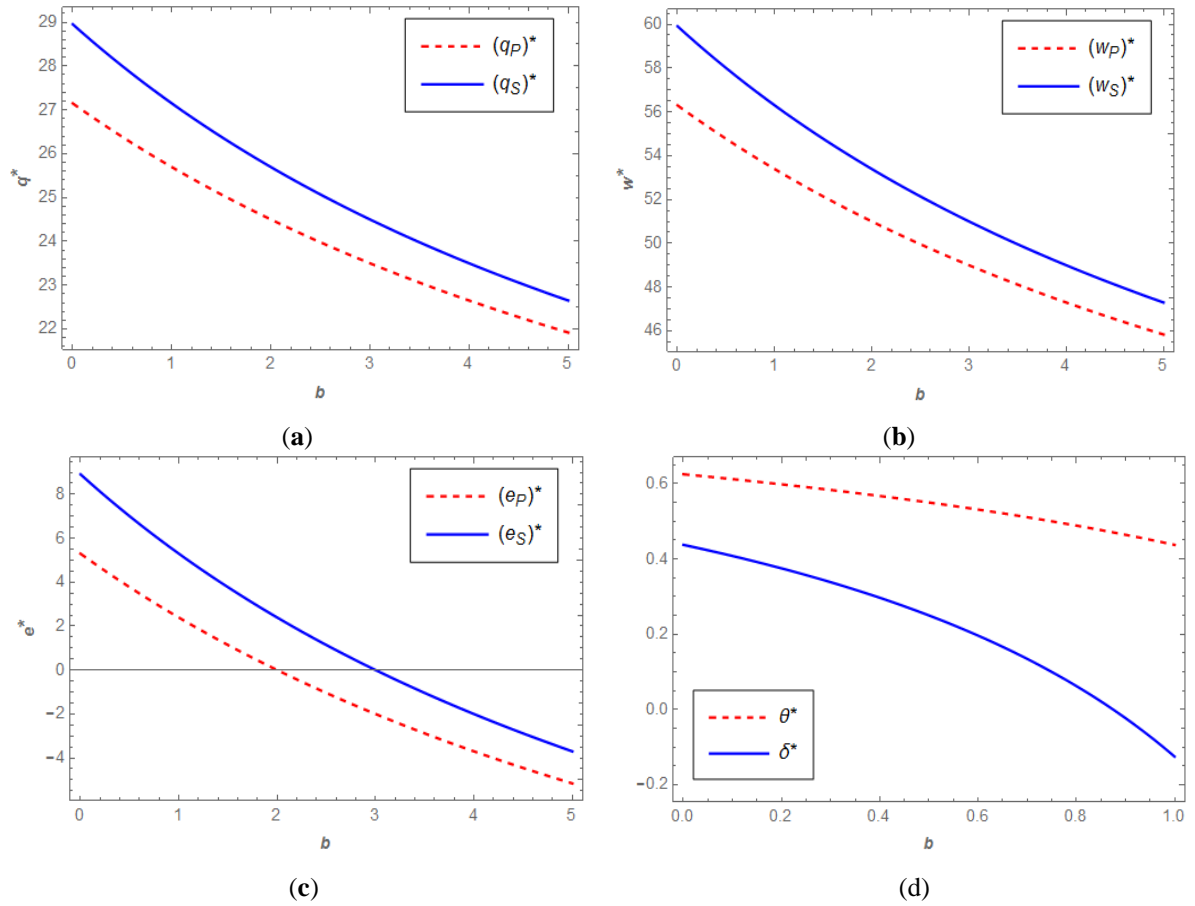 29
28
27
26
25
24
23
22
q*
(q_P)*
(q_S)*
0 1 2 3 4 5
b
(a)
60
58
56
54
52
50
48
46
w*
(w_P)*
(w_S)*
0 1 2 3 4 5
b
(b)
8
6
4
2
0
−2
−4
e*
(e_P)*
(e_S)*
0 1 2 3 4 5
b
(c)
0.6
0.4
0.2
0.0
−0.2
θ*
δ*
0.0 0.2 0.4 0.6 0.8 1.0
b
(d)